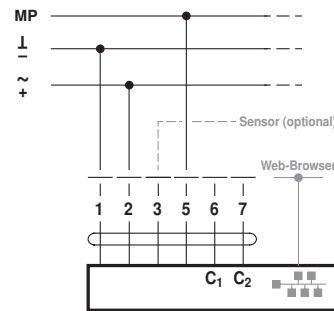 MP
⊥
–
~
+
Sensor (optional)
Web-Browser
1 2 3 5 6 7
C₁ C₂